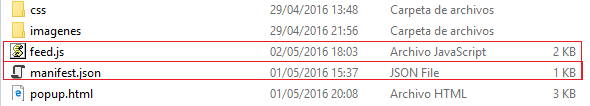 css 29/04/2016 13:48 Carpeta de archivos
imagenes 29/04/2016 21:56 Carpeta de archivos
feed.js 02/05/2016 18:03 Archivo JavaScript 2 KB
manifest.json 01/05/2016 15:37 JSON File 1 KB
popup.html 01/05/2016 20:08 Archivo HTML 3 KB